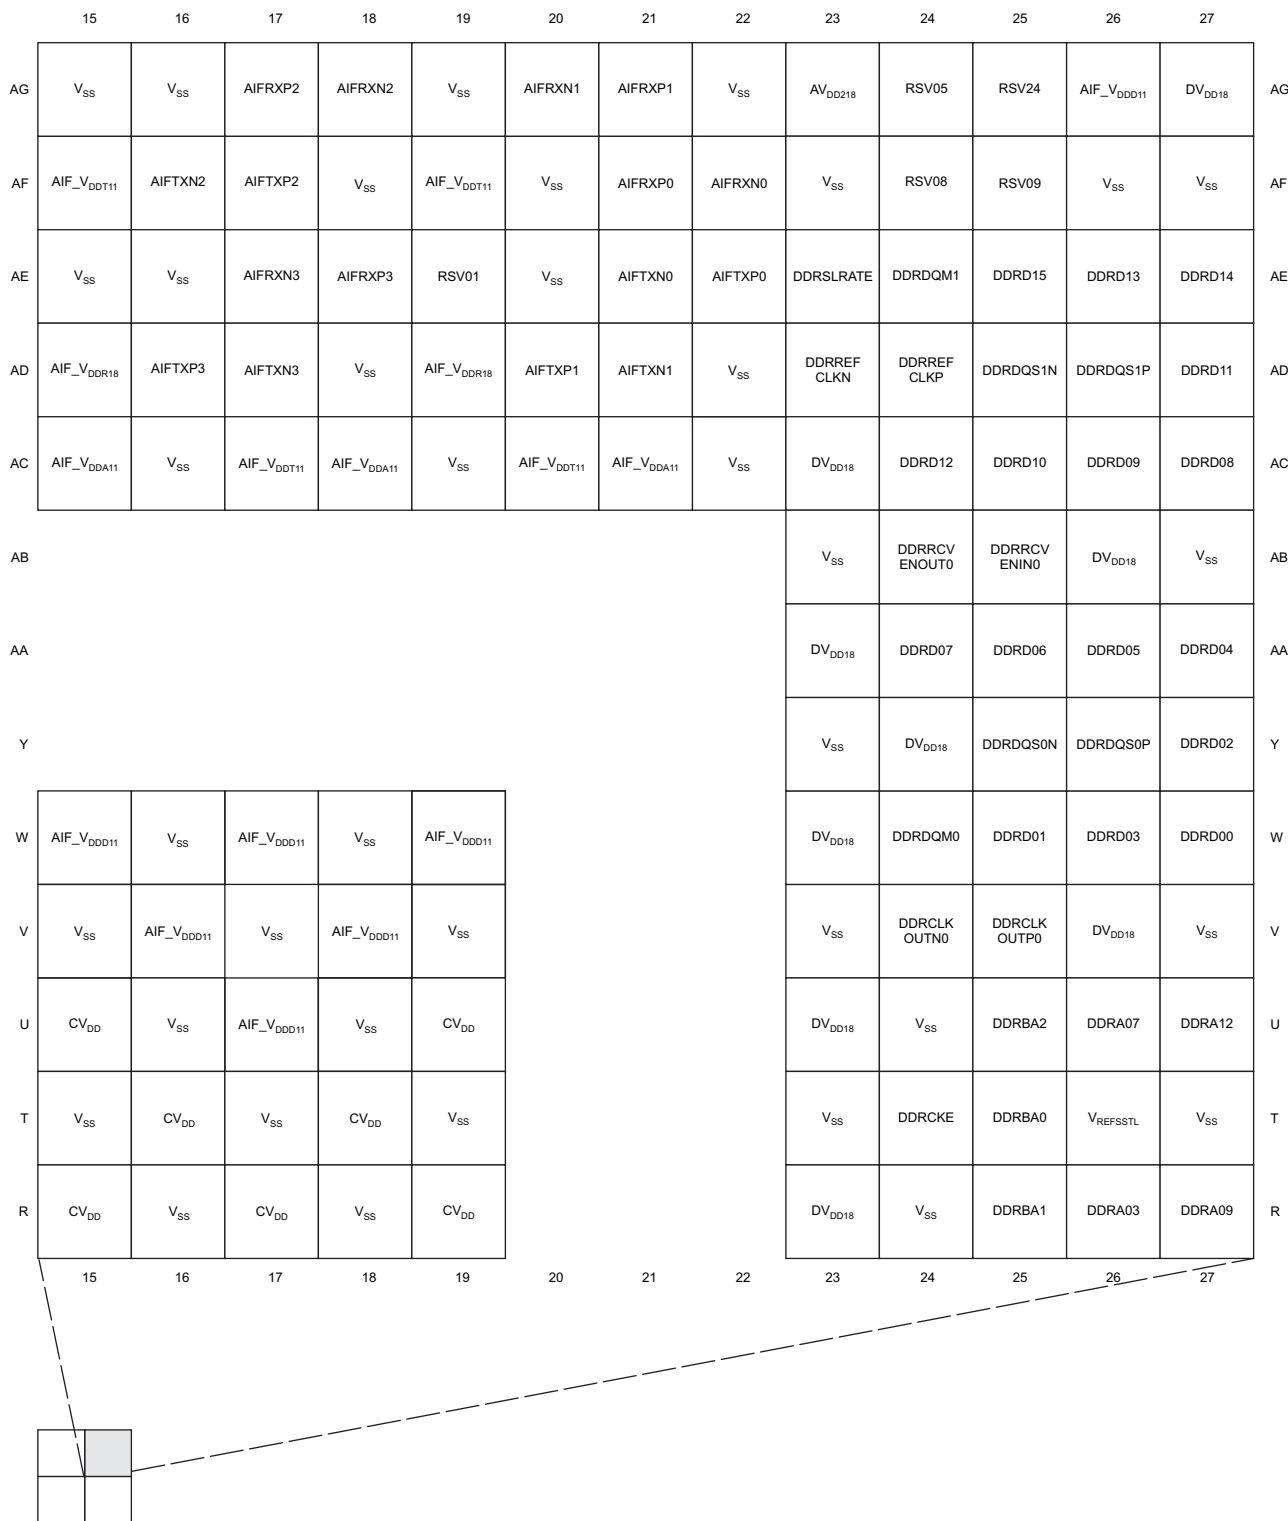 15 16 17 18 19 20 21 22 23 24 25 26 27
AG VSS VSS AIFRXP2 AIFRXN2 VSS AIFRXN1 AIFRXP1 VSS AVDD218 RSV05 RSV24 AIF_VDDD11 DVDD18 AG
AF AIF_VDDT11 AIFTXN2 AIFTXP2 VSS AIF_VDDT11 VSS AIFRXP0 AIFRXN0 VSS RSV08 RSV09 VSS VSS AF
AE VSS VSS AIFRXN3 AIFRXP3 RSV01 VSS AIFTXN0 AIFTXP0 DDRSLRATE DDRDQM1 DDRD15 DDRD13 DDRD14 AE
AD AIF_VDDR18 AIFTXP3 AIFTXN3 VSS AIF_VDDR18 AIFTXP1 AIFTXN1 VSS DDRREF CLKN DDRREF CLKP DDRDQS1N DDRDQS1P DDRD11 AD
AC AIF_VDDA11 VSS AIF_VDDT11 AIF_VDDA11 VSS AIF_VDDT11 AIF_VDDA11 VSS DVDD18 DDRD12 DDRD10 DDRD09 DDRD08 AC
AB VSS DDRRCV ENOUT0 DDRRCV ENIN0 DVDD18 VSS AB
AA DVDD18 DDRD07 DDRD06 DDRD05 DDRD04 AA
Y VSS DVDD18 DDRDQS0N DDRDQS0P DDRD02 Y
W AIF_VDDD11 VSS AIF_VDDD11 VSS AIF_VDDD11 DVDD18 DDRDQM0 DDRD01 DDRD03 DDRD00 W
V VSS AIF_VDDD11 VSS AIF_VDDD11 VSS VSS DDRCLK OUTN0 DDRCLK OUTP0 DVDD18 VSS V
U CVDD VSS AIF_VDDD11 VSS CVDD DVDD18 VSS DDRBA2 DDRA07 DDRA12 U
T VSS CVDD VSS CVDD VSS VSS DDRCKE DDRBA0 VREFSSTL VSS T
R CVDD VSS CVDD VSS CVDD DVDD18 VSS DDRBA1 DDRA03 DDRA09 R
15 16 17 18 19 20 21 22 23 24 25 26 27